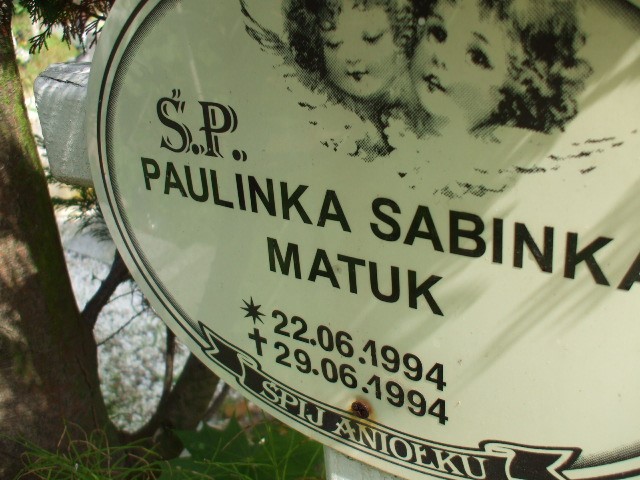 Ś.P.
PAULINKA SABINKA
MATUK
22.06.1994
29.06.1994
ŚPIJ ANIOŁKU